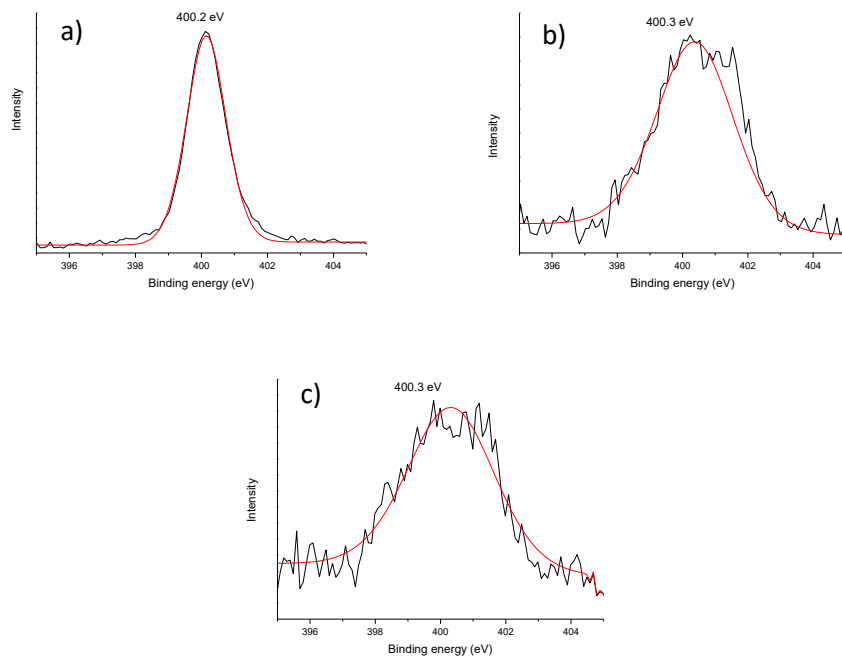 400.2 eV
a)
Intensity
396 398 400 402 404
Binding energy (eV)
400.3 eV
b)
Intensity
396 398 400 402 404
Binding energy (eV)
400.3 eV
c)
Intensity
396 398 400 402 404
Binding energy (eV)